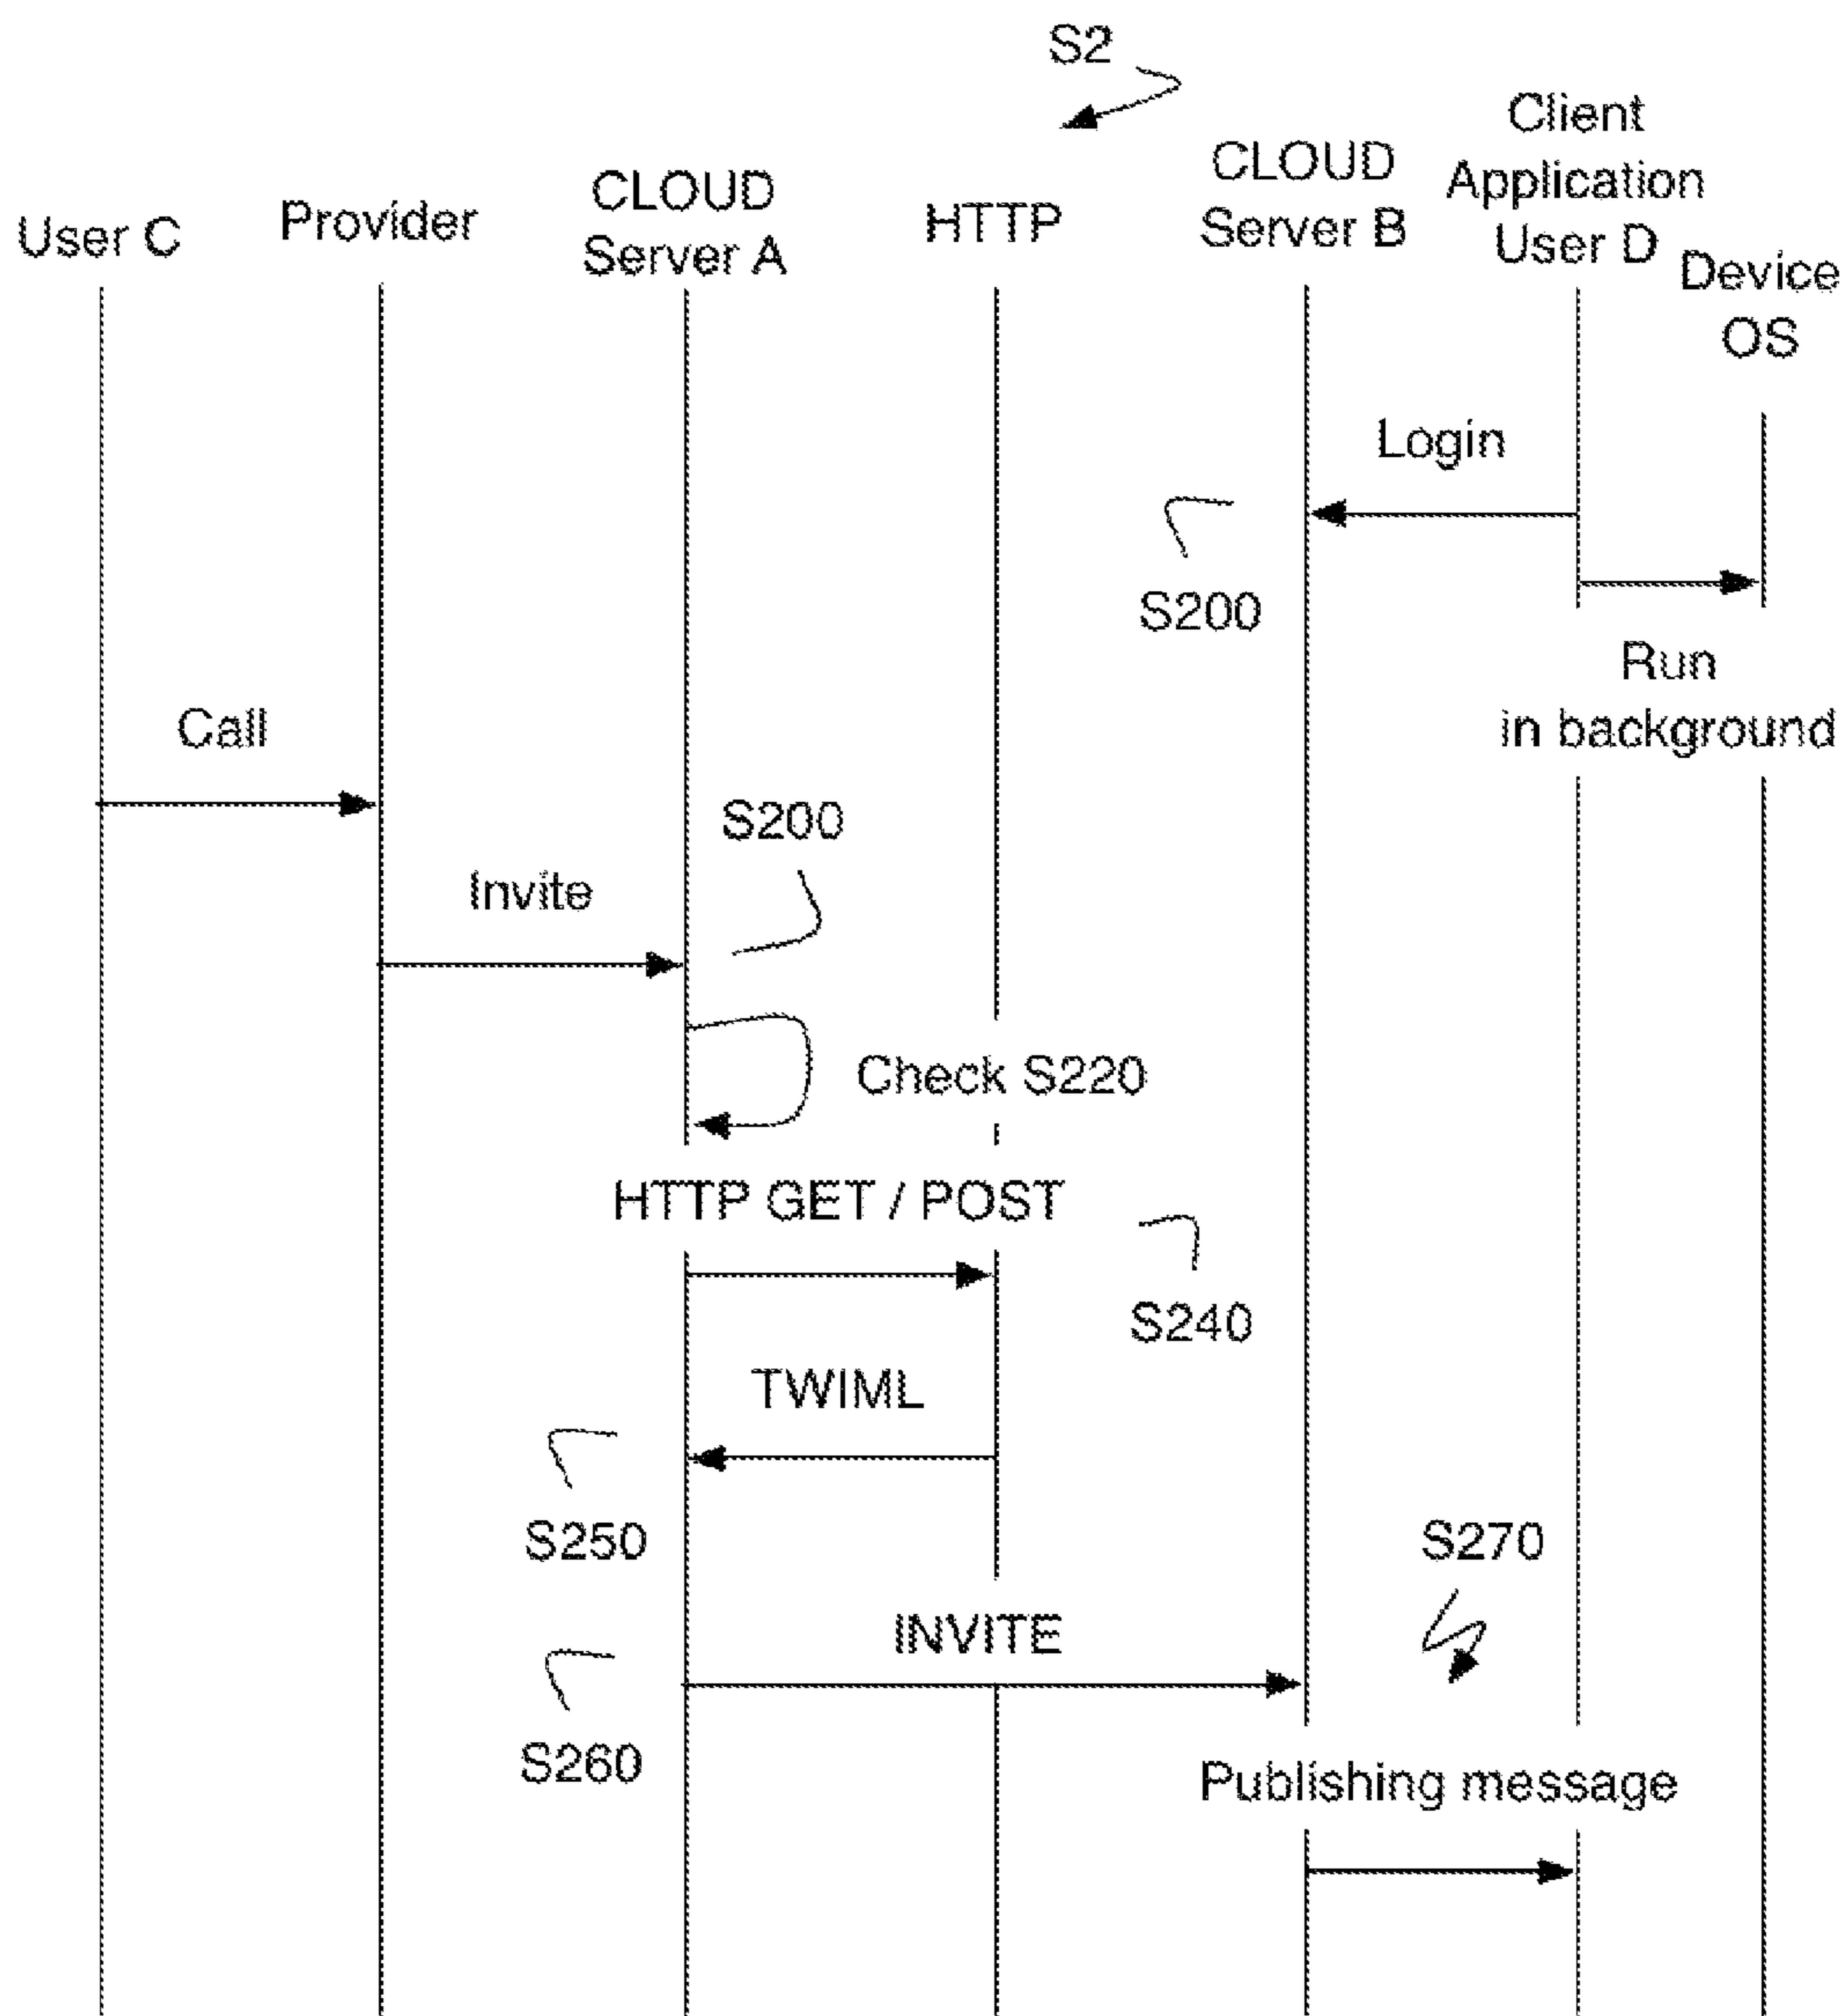 S2
User C
Provider
CLOUD
Server A
HTTP
CLOUD
Server B
Client
Application
User D
Device
OS
Login
S200
Run
in background
Call
S200
Invite
Check S220
HTTP GET / POST
S240
TWIML
S250
S270
INVITE
S260
Publishing message